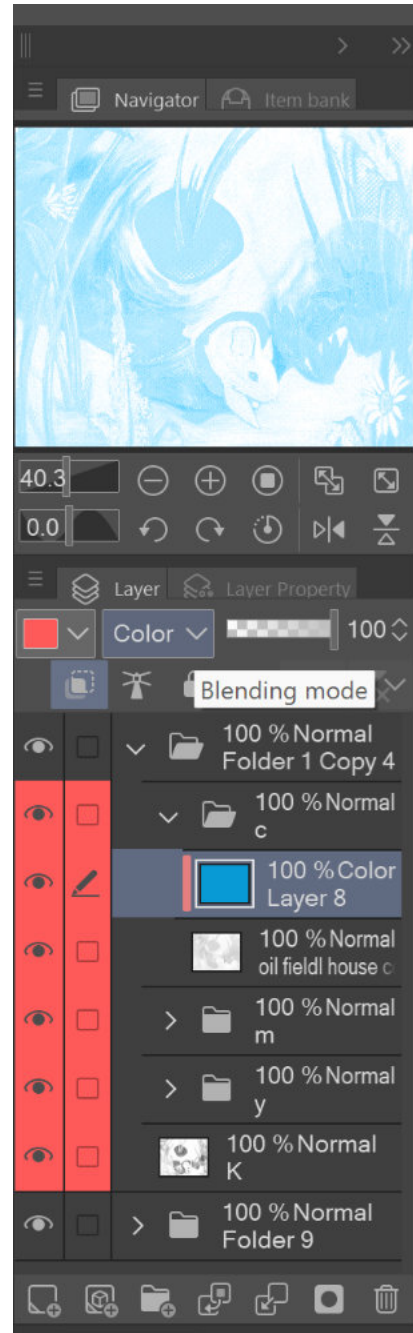 Navigator
Item bank
40.3
0.0
Layer
Layer Property
Color
100
Blending mode
100 % Normal
Folder 1 Copy 4
100 % Normal
c
100 % Color
Layer 8
100 % Normal
oil fieldl house c
100 % Normal
m
100 % Normal
y
100 % Normal
K
100 % Normal
Folder 9